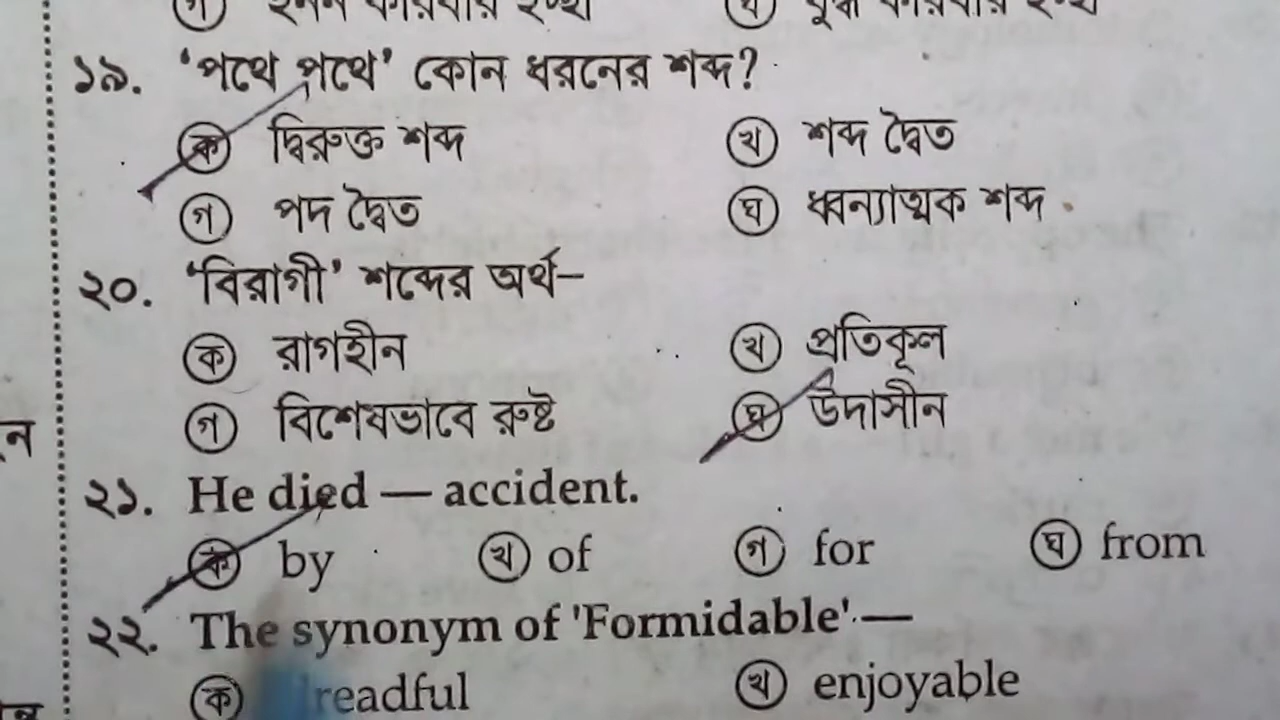 ১৯. ‘পথে পথে’ কোন ধরনের শব্দ?
ক দ্বিরুক্ত শব্দ খ শব্দ দ্বৈত
গ পদ দ্বৈত ঘ ধ্বন্যাত্মক শব্দ
২০. ‘বিরাগী’ শব্দের অর্থ–
ক রাগহীন খ প্রতিকূল
গ বিশেষভাবে রুষ্ট ঘ উদাসীন
২১. He died — accident.
ক by খ of গ for ঘ from
২২. The synonym of 'Formidable' —
ক readful খ enjoyable